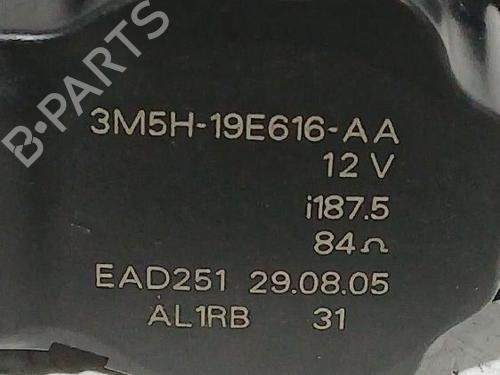 B-PARTS
3M5H-19E616-AA
12 V
i187.5
84Ω
EAD251 29.08.05
AL1RB 31